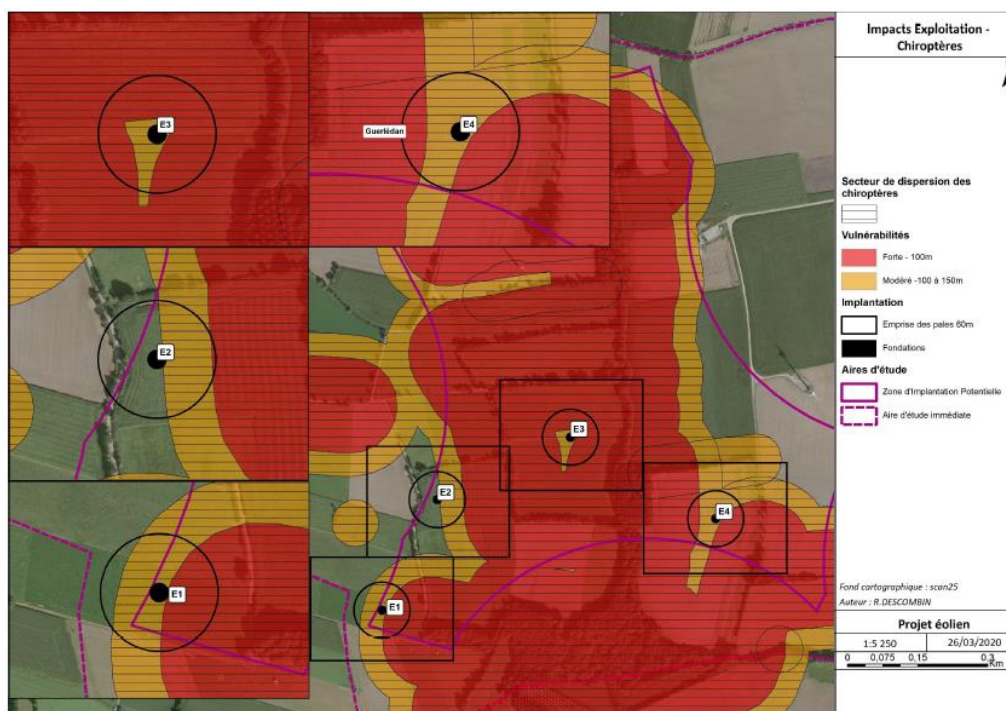 Impacts Exploitation -
Chiroptères
Secteur de dispersion des
chiroptères
Vulnérabilités
Forte - 100m
Modéré -100 à 150m
Implantation
Emprise des pales 60m
Fondations
Aires d'étude
Zone d'Implantation Potentielle
Aire d'étude immédiate
Fond cartographique : scan25
Auteur : R.DESCOMBIN
Projet éolien
1:5 250 26/03/2020
0 0,075 0,15 0,3
Km
E3
E4
Guerlédan
E2
E1
E3
E2
E4
E1